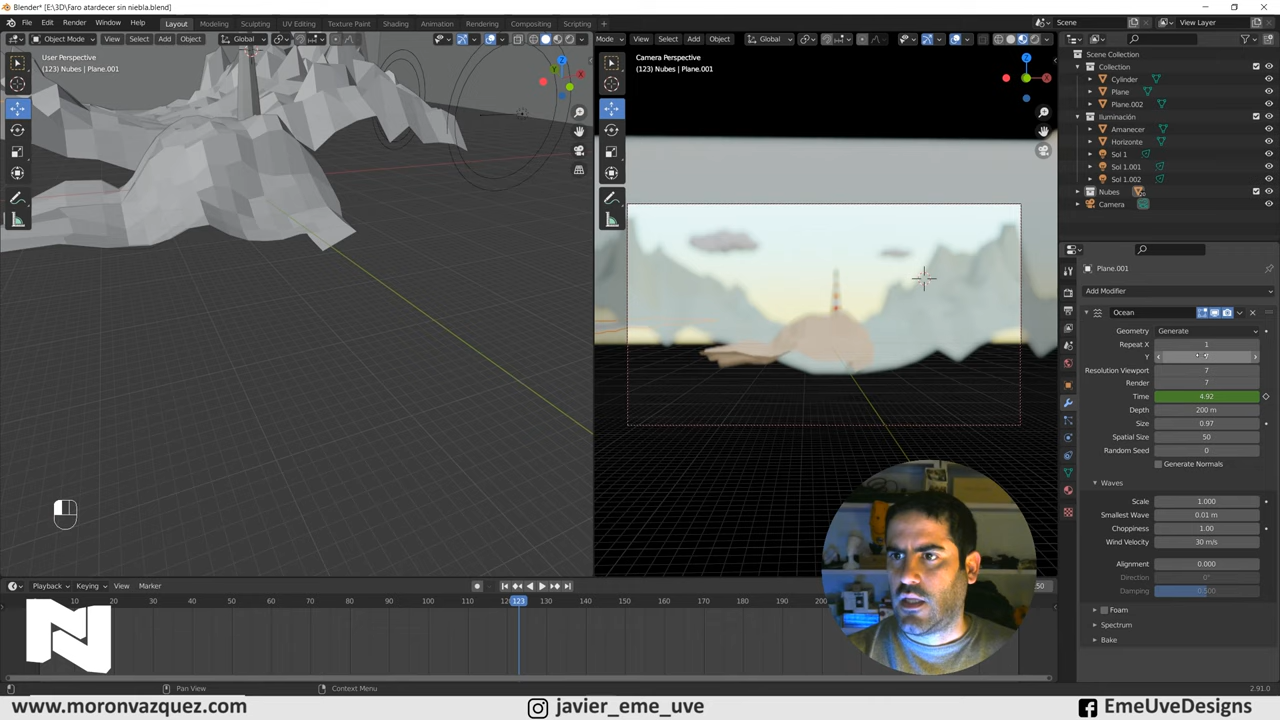 Blender* [E:\3D\Faro atardecer sin niebla.blend]
File Edit Render Window Help Layout Modeling Sculpting UV Editing Texture Paint Shading Animation Rendering Compositing Scripting Scene View Layer
Object Mode View Select Add Object Global
Mode View Select Add Object Global
User Perspective
(123) Nubes | Plane.001
Camera Perspective
(123) Nubes | Plane.001
Scene Collection
Collection
Cylinder
Plane
Plane.002
Iluminación
Amanecer
Horizonte
Sol 1
Sol 1.001
Sol 1.002
Nubes
Camera
Plane.001
Add Modifier
Ocean
Geometry Generate
Repeat X 1
Y
Resolution Viewport 7
Render 7
Time 4.92
Depth 200 m
Size 0.97
Spatial Size 50
Random Seed 0
Generate Normals
Waves
Scale 1.000
Smallest Wave 0.01 m
Choppiness 1.00
Wind Velocity 30 m/s
Alignment 0.000
Direction 0°
Damping 0.500
Foam
Spectrum
Bake
Playback Keying View Marker
10 20 30 40 50 60 70 80 90 100 110 123 130 140 150 160 170 180 190 200
N
Pan View Context Menu 2.91.0
www.moronvazquez.com javier_eme_uve EmeUveDesigns